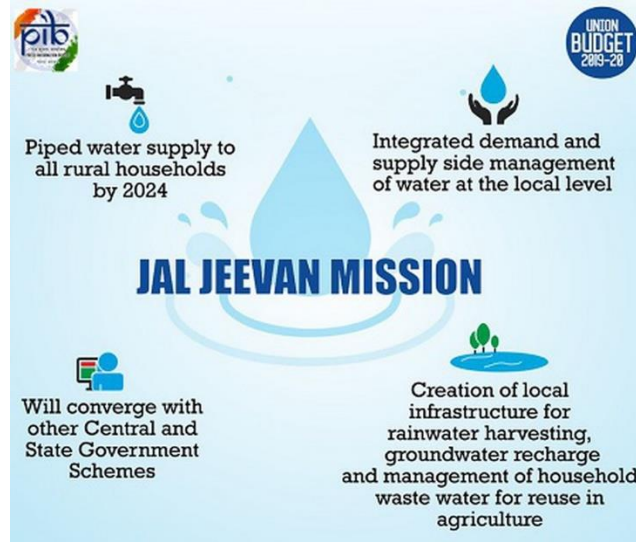 pib
UNION
BUDGET
2019-20
Piped water supply to
all rural households
by 2024
Integrated demand and
supply side management
of water at the local level
JAL JEEVAN MISSION
Will converge with
other Central and
State Government
Schemes
Creation of local
infrastructure for
rainwater harvesting,
groundwater recharge
and management of household
waste water for reuse in
agriculture